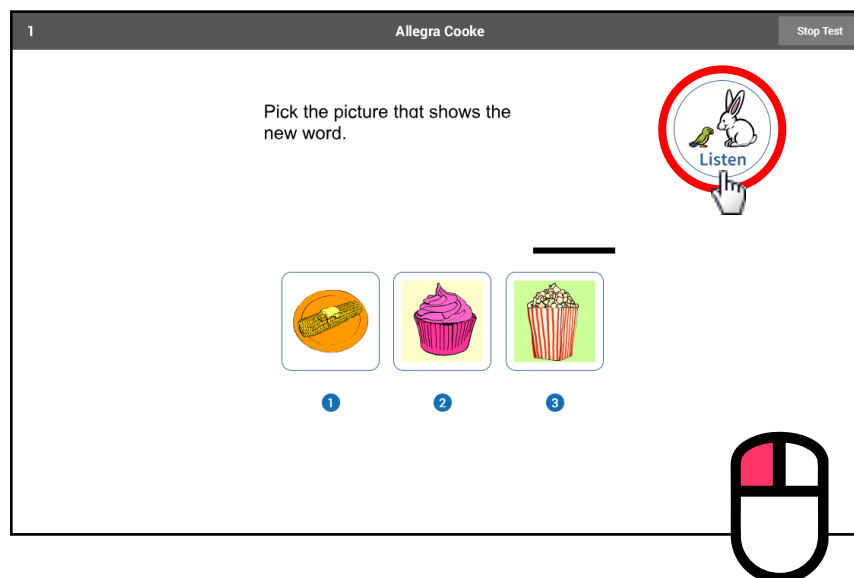 1
Allegra Cooke
Stop Test
Pick the picture that shows the
new word.
Listen
1
2
3